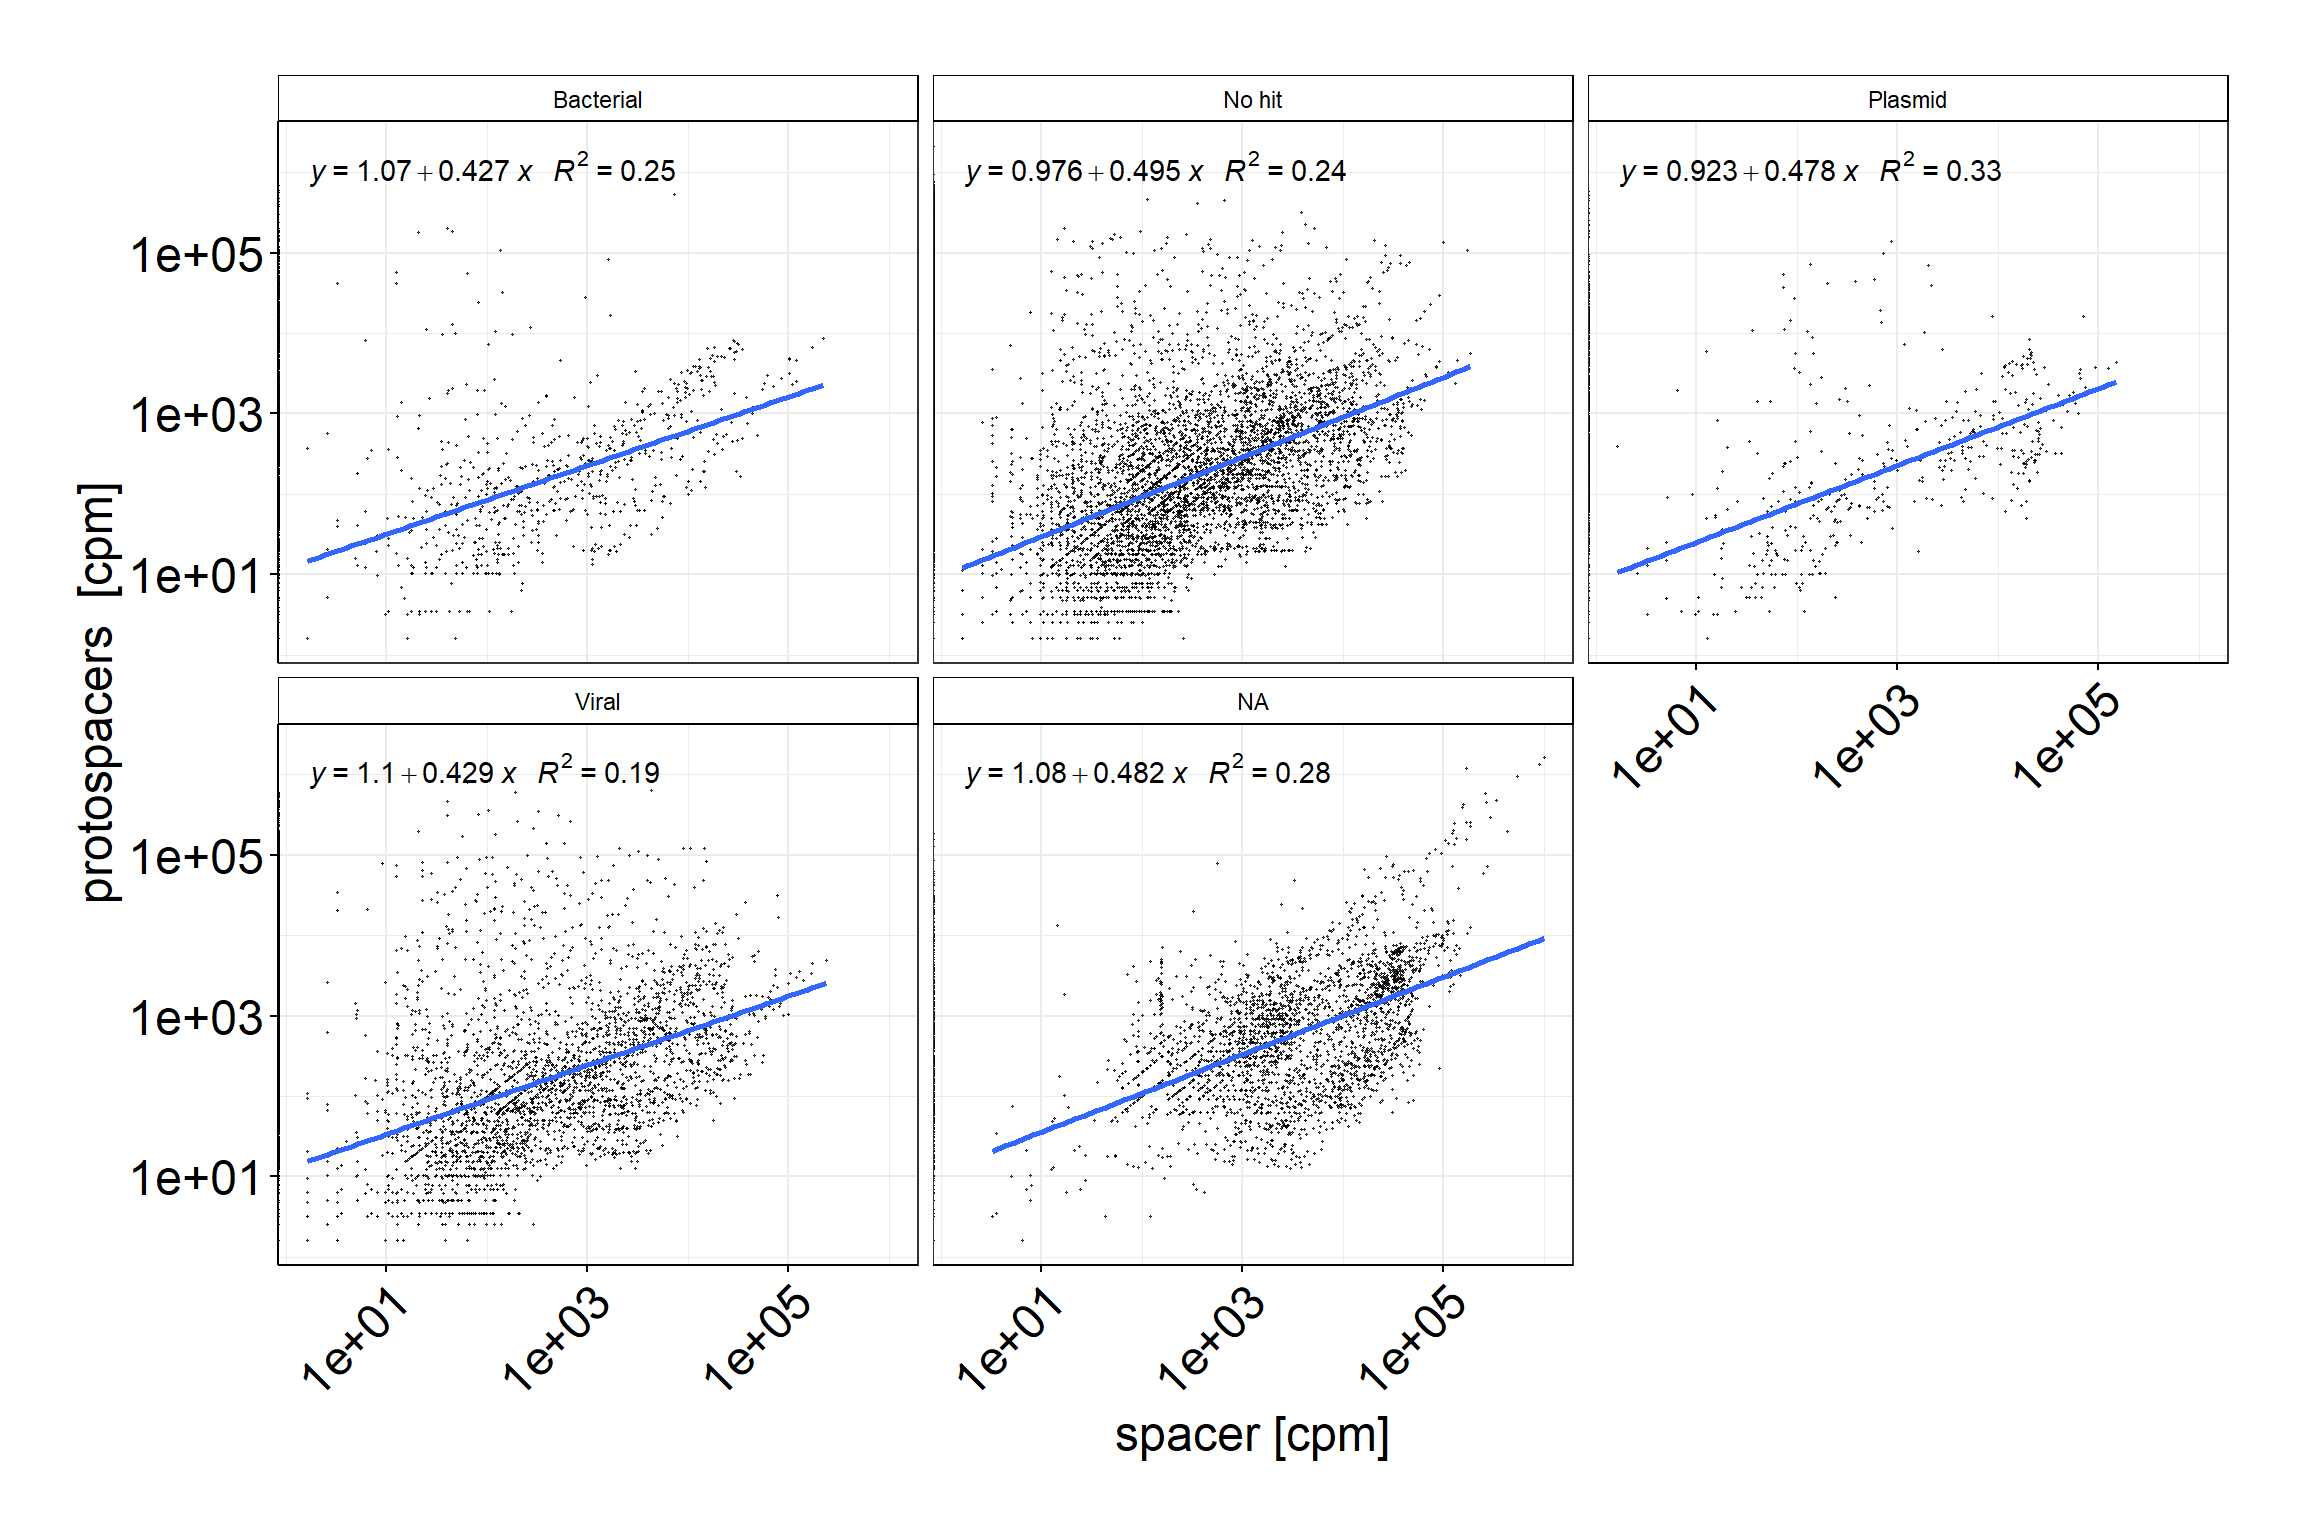 Bacterial
No hit
Plasmid
y = 1.07 + 0.427 x R² = 0.25
y = 0.976 + 0.495 x R² = 0.24
y = 0.923 + 0.478 x R² = 0.33
1e+05
1e+03
1e+01
1e+01
1e+03
1e+05
Viral
NA
y = 1.1 + 0.429 x R² = 0.19
y = 1.08 + 0.482 x R² = 0.28
1e+05
1e+03
1e+01
1e+01
1e+03
1e+05
1e+01
1e+03
1e+05
protospacers [cpm]
spacer [cpm]